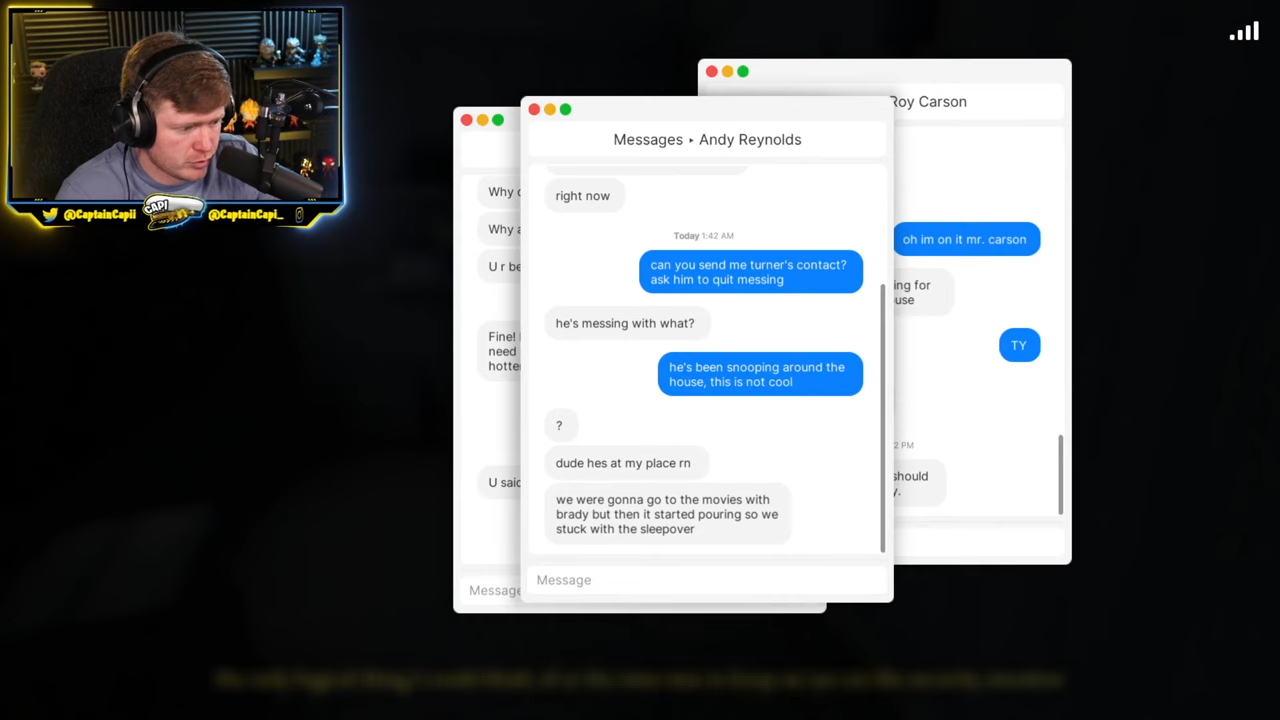 @CaptainCapii
CAPI
@CaptainCapi_
Roy Carson
oh im on it mr. carson
ing for
use
TY
2 PM
should
y.
Messages ▸ Andy Reynolds
right now
Today 1:42 AM
can you send me turner's contact?
ask him to quit messing
he's messing with what?
he's been snooping around the
house, this is not cool
?
dude hes at my place rn
we were gonna go to the movies with
brady but then it started pouring so we
stuck with the sleepover
Message
Why
Why a
U r be
Fine!
need
hotte
U said
Message